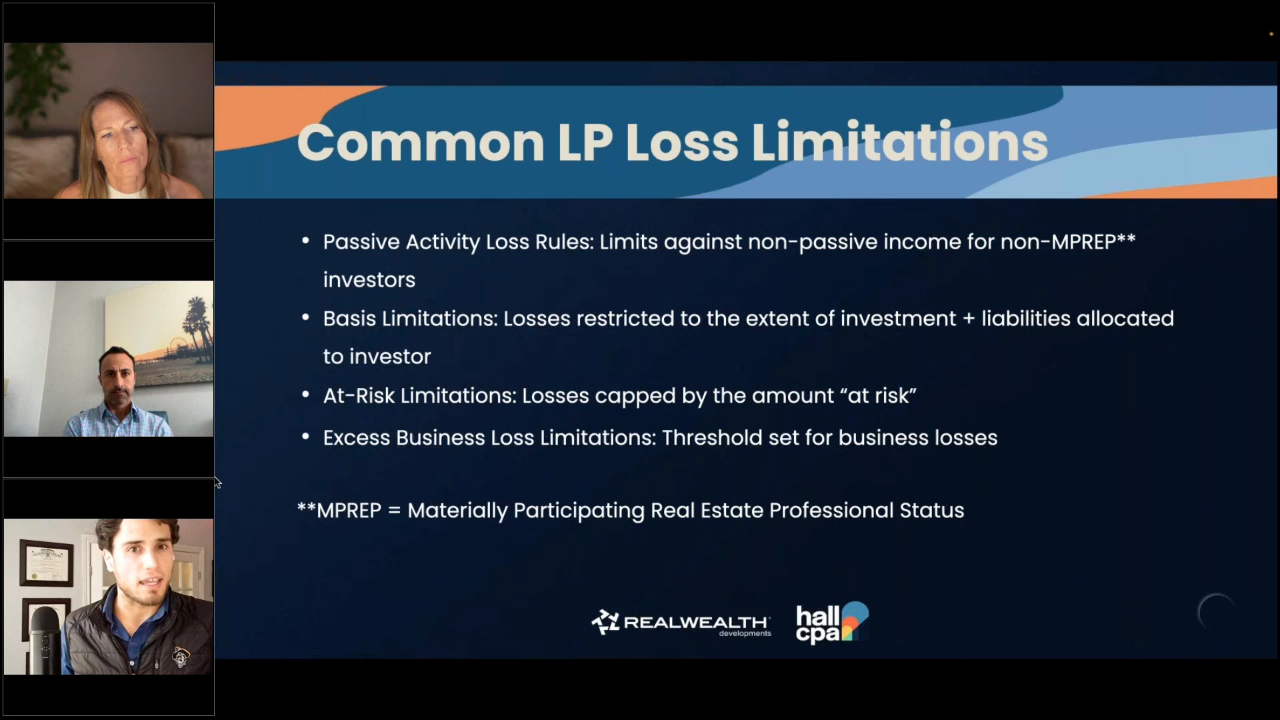 Common LP Loss Limitations
• Passive Activity Loss Rules: Limits against non-passive income for non-MPREP**
investors
• Basis Limitations: Losses restricted to the extent of investment + liabilities allocated
to investor
• At-Risk Limitations: Losses capped by the amount “at risk”
• Excess Business Loss Limitations: Threshold set for business losses
**MPREP = Materially Participating Real Estate Professional Status
REALWEALTH
developments
hall
cpa